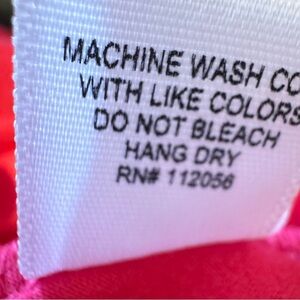 MACHINE WASH CO
WITH LIKE COLORS
DO NOT BLEACH
HANG DRY
RN# 112056